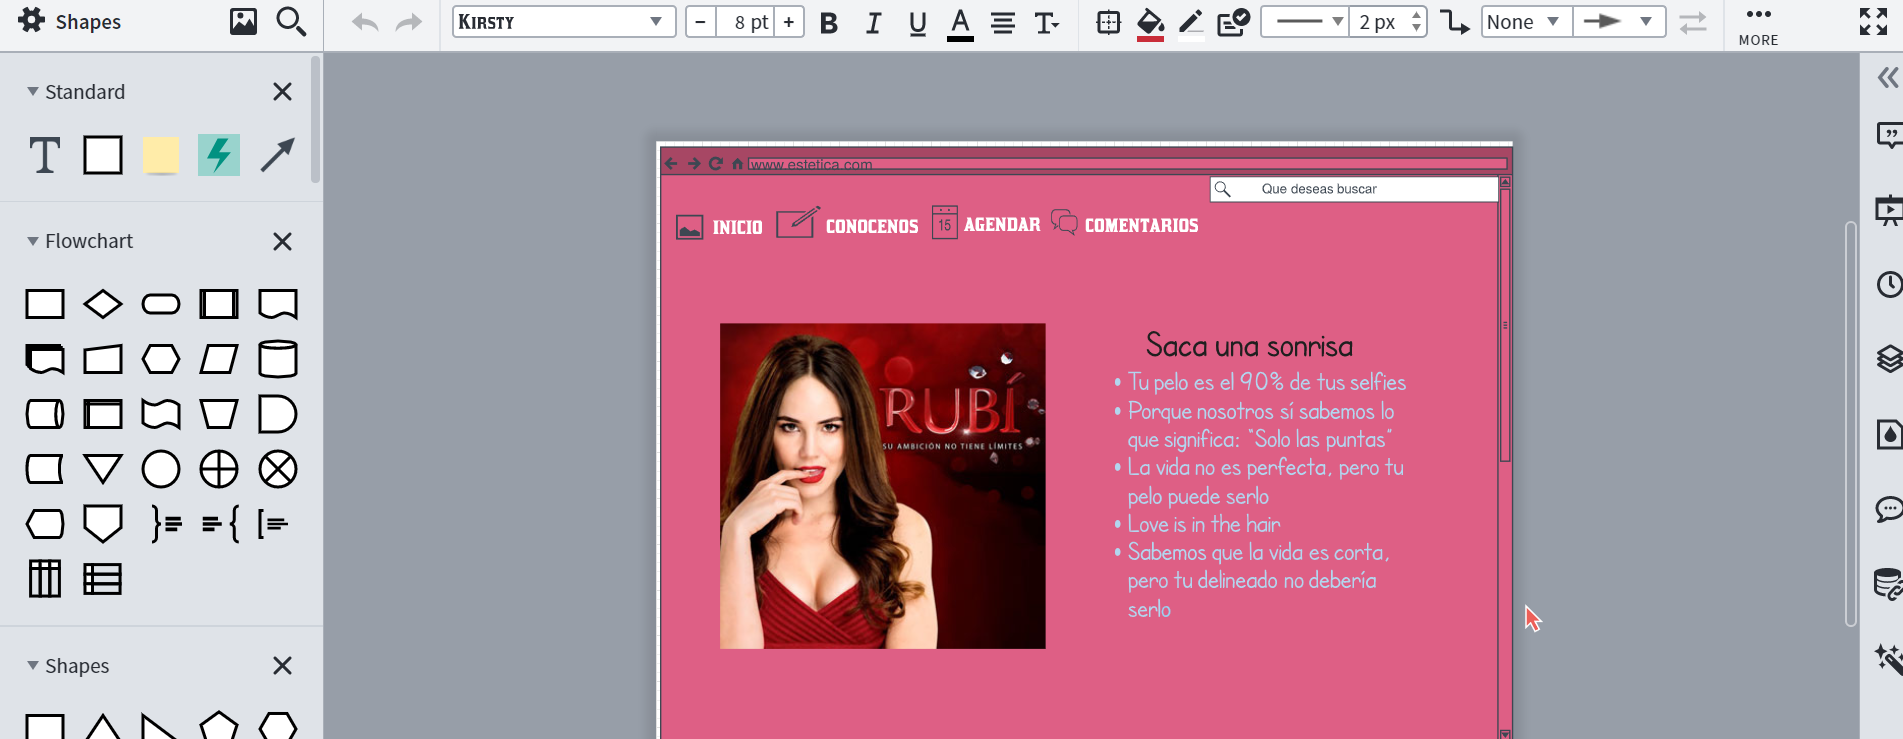 Shapes
Kirsty
− 8 pt +
B I U A T
2 px
None
MORE
Standard
T
Flowchart
Shapes
www.estetica.com
Que deseas buscar
INICIO
CONOCENOS
15
AGENDAR
COMENTARIOS
RUBÍ
SU AMBICIÓN NO TIENE LÍMITES
Saca una sonrisa
• Tu pelo es el 90% de tus selfies
• Porque nosotros sí sabemos lo
que significa: "Solo las puntas"
• La vida no es perfecta, pero tu
pelo puede serlo
• Love is in the hair
• Sabemos que la vida es corta,
pero tu delineado no debería
serlo